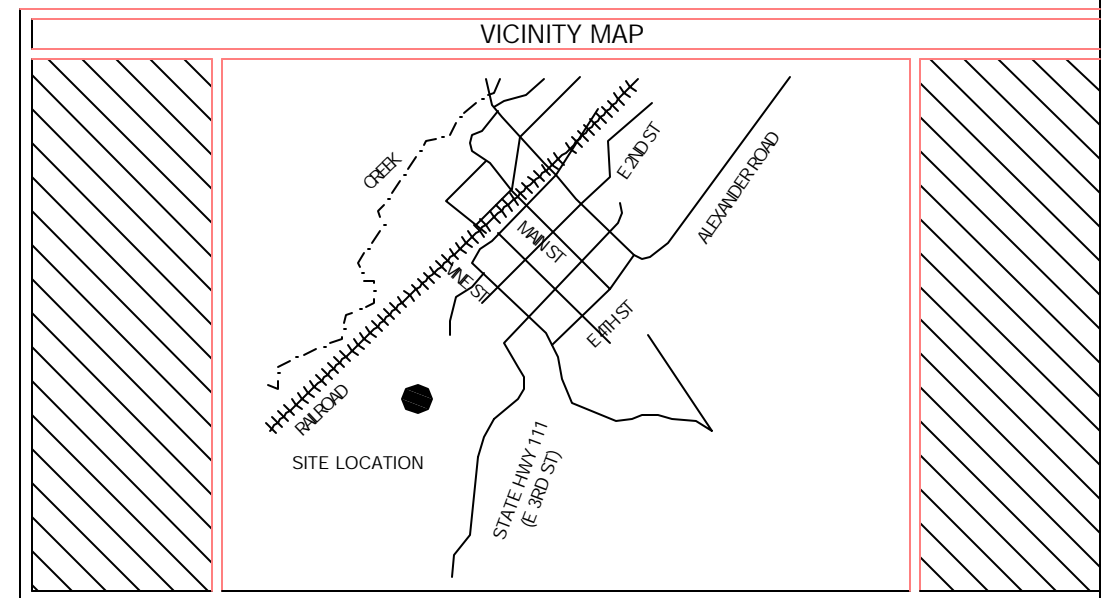 VICINITY MAP
CREEK
E 2ND ST
ALEXANDER ROAD
MAIN ST
VINE ST
E 4TH ST
RAILROAD
SITE LOCATION
STATE HWY 111
(E 3RD ST)